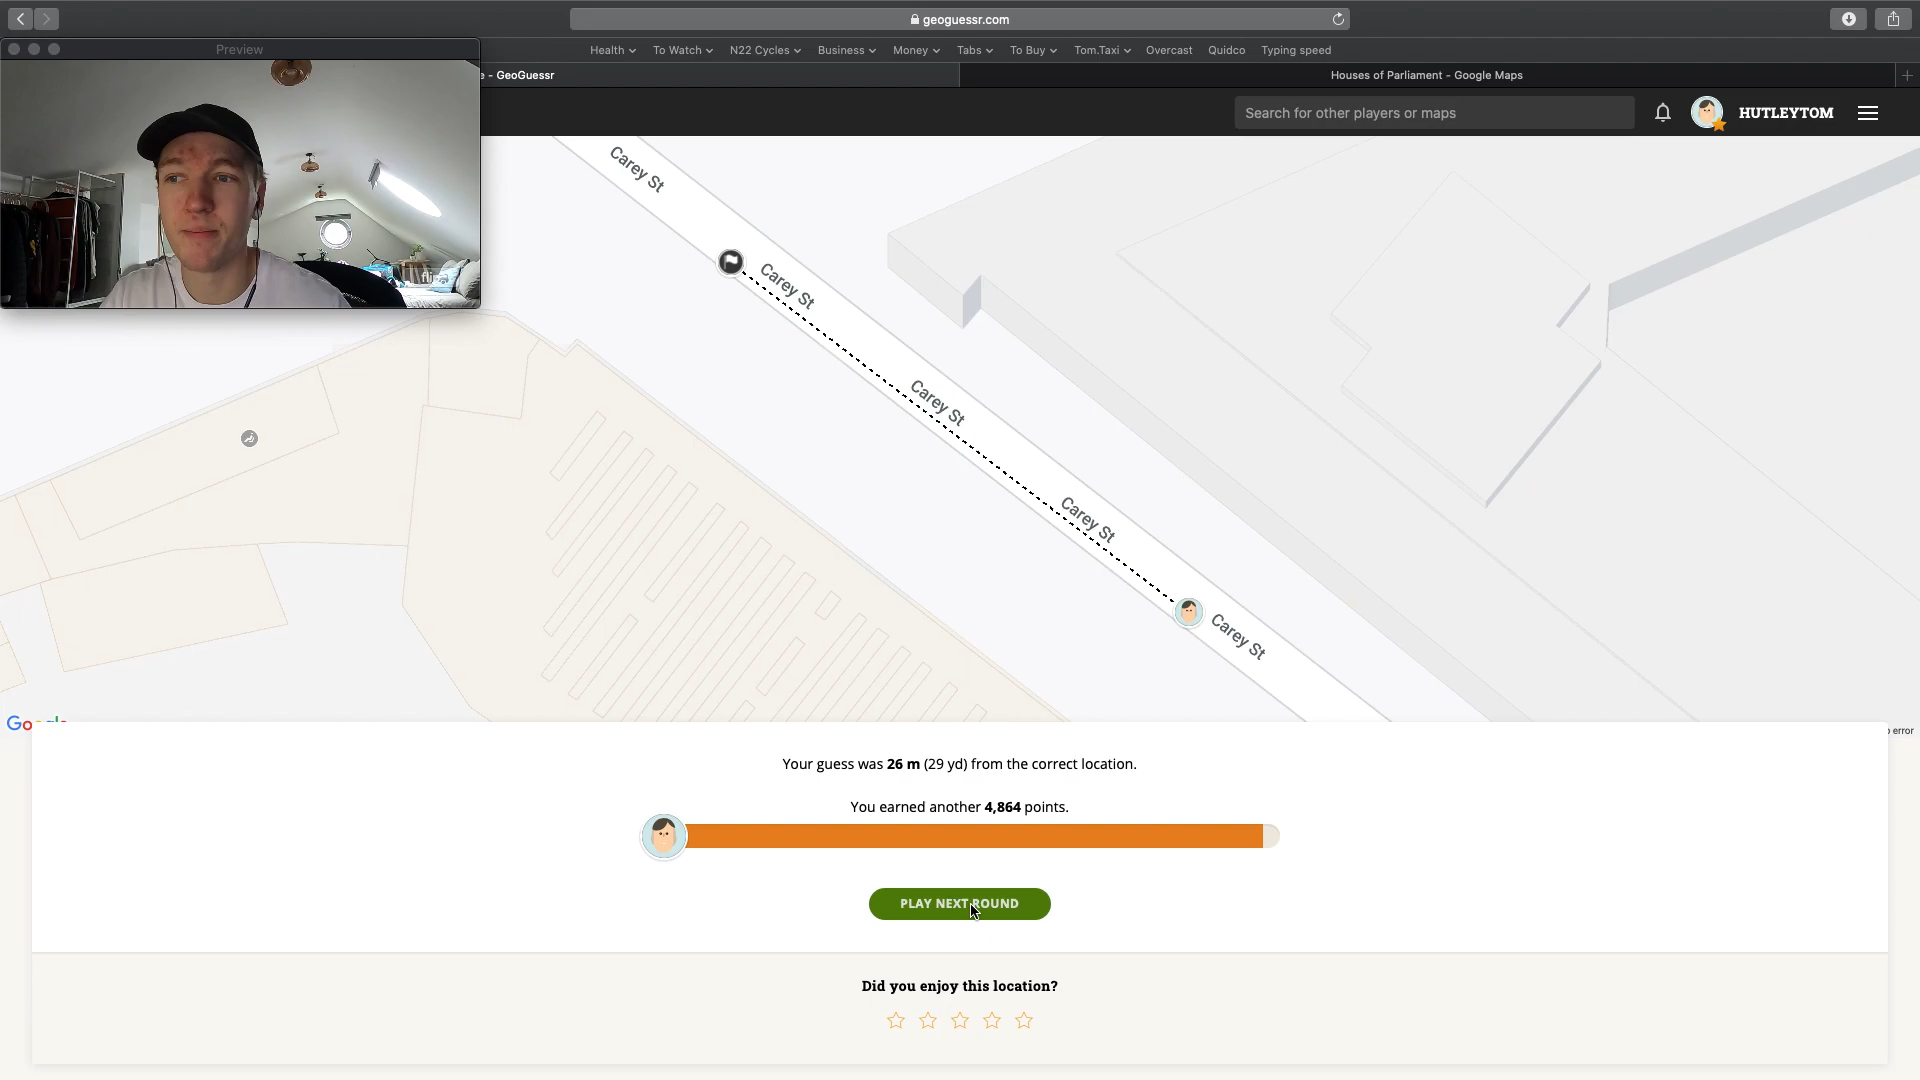 geoguessr.com
Preview
Health
To Watch
N22 Cycles
Business
Money
Tabs
To Buy
Tom.Taxi
Overcast
Quidco
Typing speed
e - GeoGuessr
Houses of Parliament - Google Maps
Search for other players or maps
HUTLEYTOM
Carey St
Carey St
Carey St
Carey St
Carey St
Google
error
Your guess was 26 m (29 yd) from the correct location.
You earned another 4,864 points.
PLAY NEXT ROUND
Did you enjoy this location?